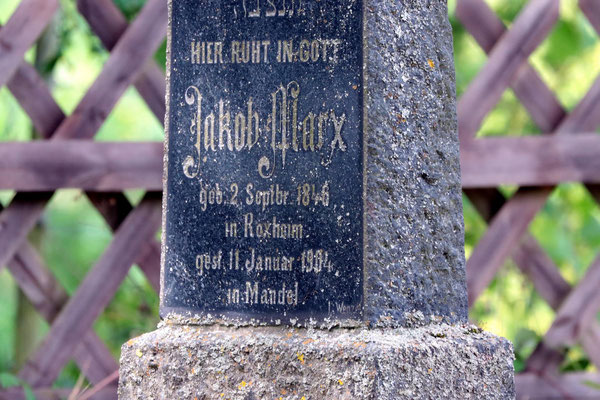 HIER RUHT IN GOTT
Jakob Marx
geb. 2. Septbr. 1846
in Roxheim.
gest. 11. Januar 1904.
in Mandel